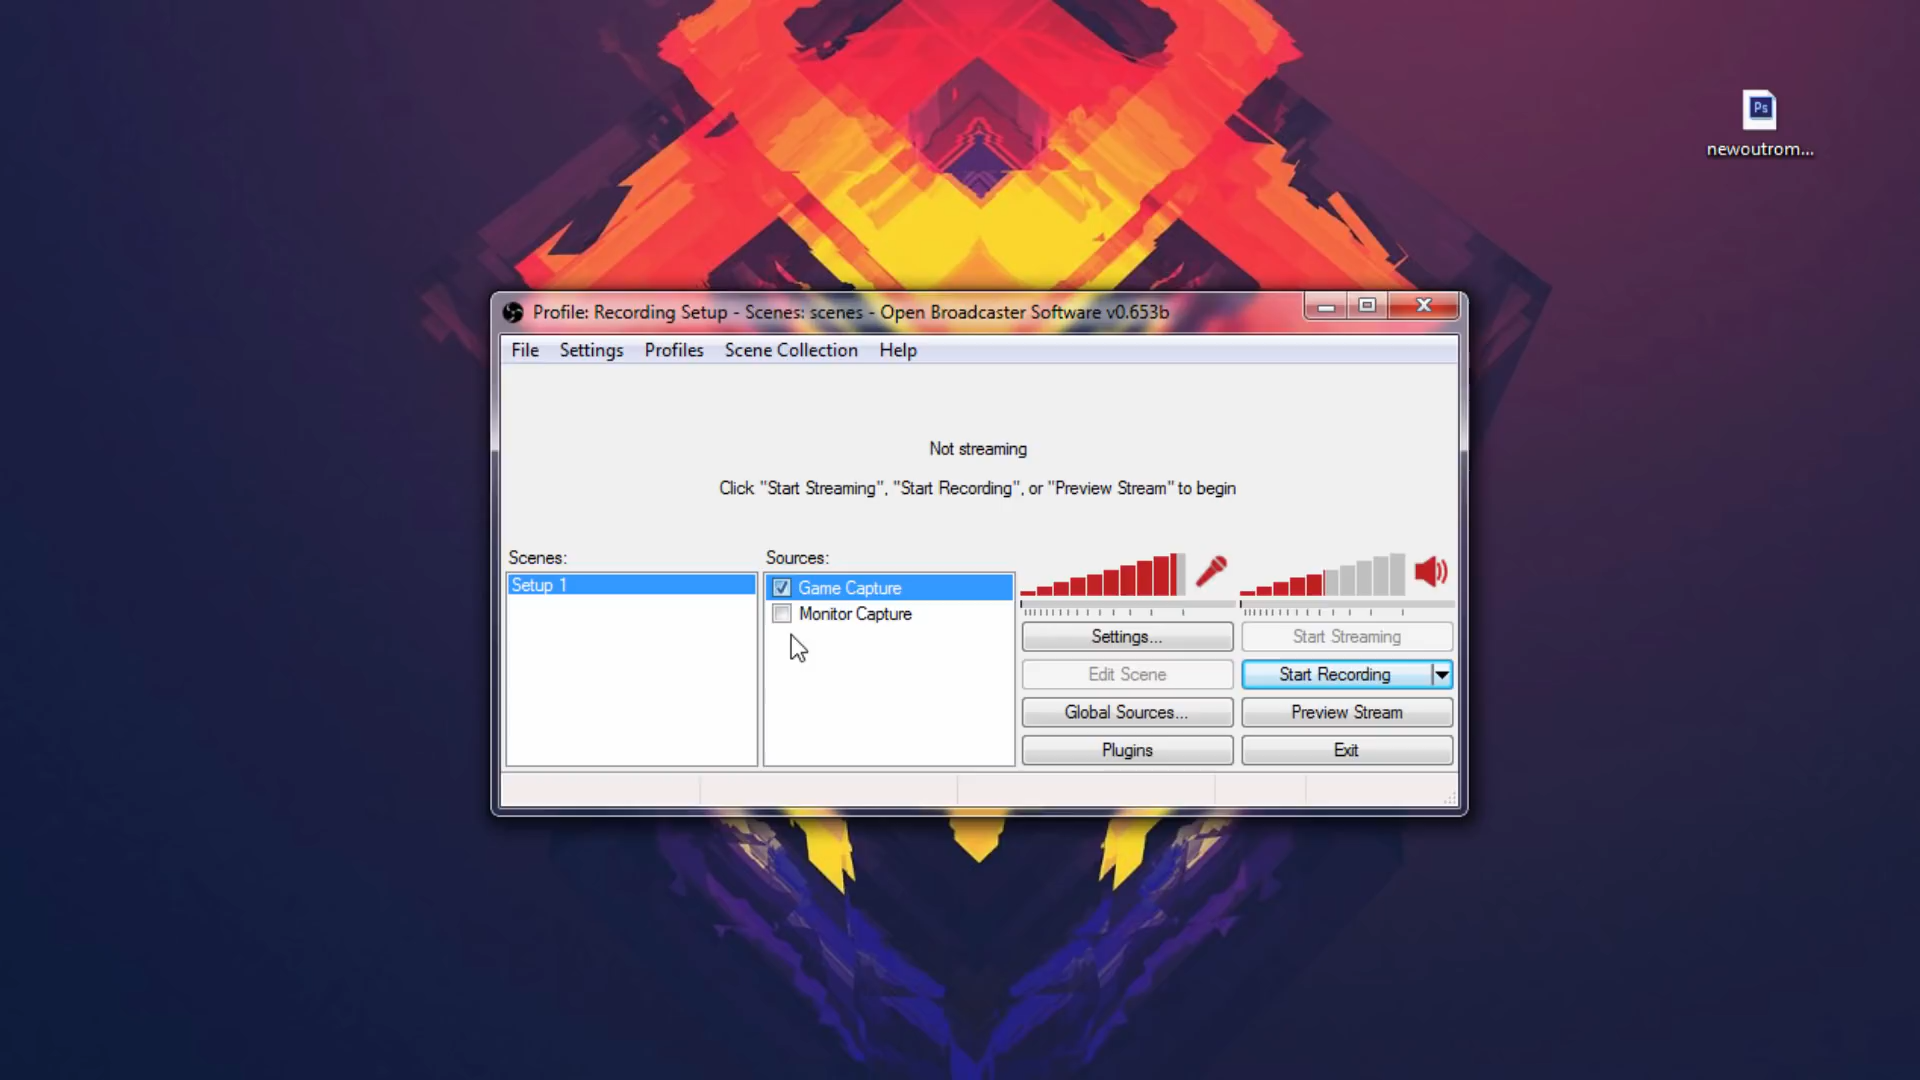 Ps
newoutrom...
Profile: Recording Setup - Scenes: scenes - Open Broadcaster Software v0.653b
File Settings Profiles Scene Collection Help
Not streaming
Click "Start Streaming", "Start Recording", or "Preview Stream" to begin
Scenes:
Setup 1
Sources:
Game Capture
Monitor Capture
Settings...
Start Streaming
Edit Scene
Start Recording
Global Sources...
Preview Stream
Plugins
Exit